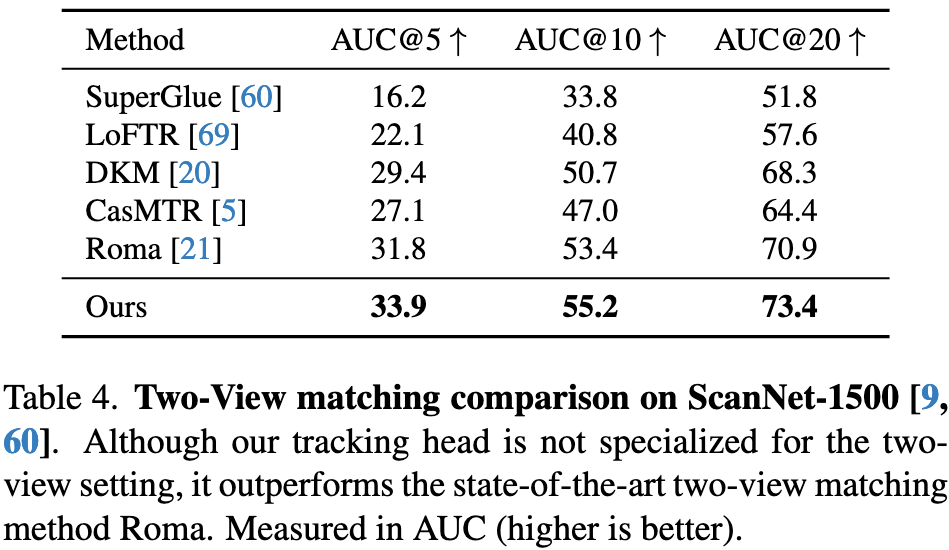 Method AUC@5 ↑ AUC@10 ↑ AUC@20 ↑
SuperGlue [60] 16.2 33.8 51.8
LoFTR [69] 22.1 40.8 57.6
DKM [20] 29.4 50.7 68.3
CasMTR [5] 27.1 47.0 64.4
Roma [21] 31.8 53.4 70.9
Ours 33.9 55.2 73.4
Table 4. Two-View matching comparison on ScanNet-1500 [9,
60]. Although our tracking head is not specialized for the two-
view setting, it outperforms the state-of-the-art two-view matching
method Roma. Measured in AUC (higher is better).